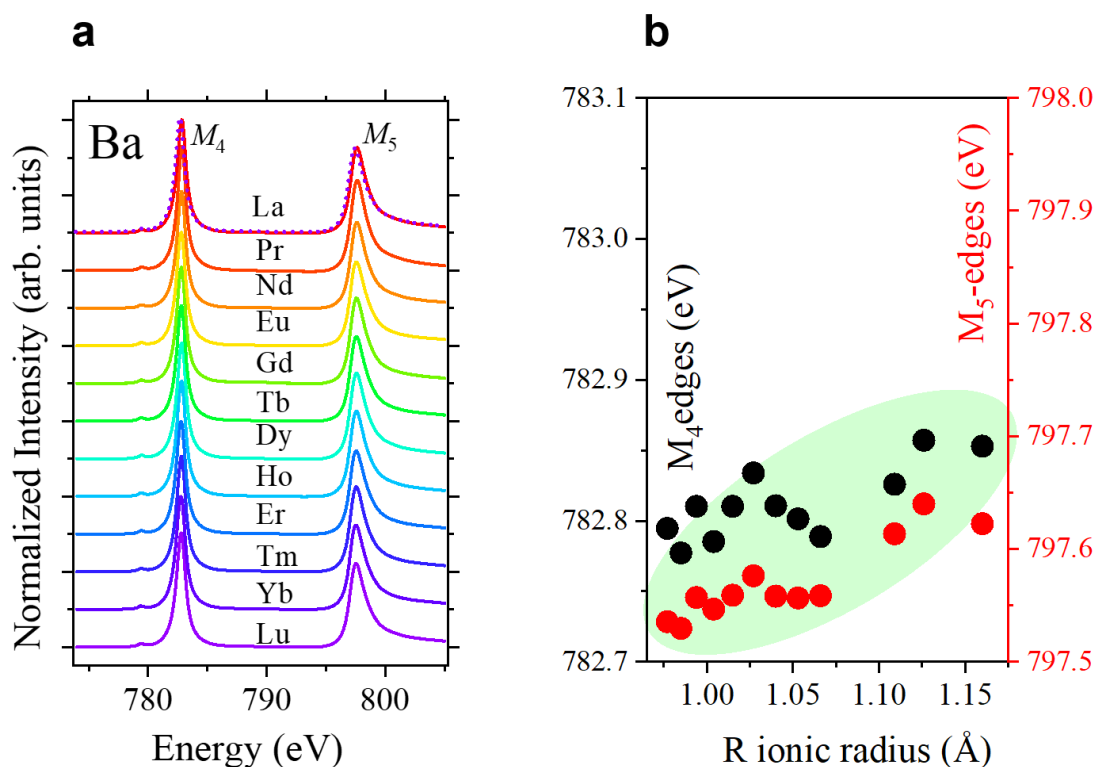 a
Ba
M4
M5
La
Pr
Nd
Eu
Gd
Tb
Dy
Ho
Er
Tm
Yb
Lu
Normalized Intensity (arb. units)
780
790
800
Energy (eV)
b
783.1
783.0
782.9
782.8
782.7
M4edges (eV)
M5-edges (eV)
798.0
797.9
797.8
797.7
797.6
797.5
1.00
1.05
1.10
1.15
R ionic radius (Å)